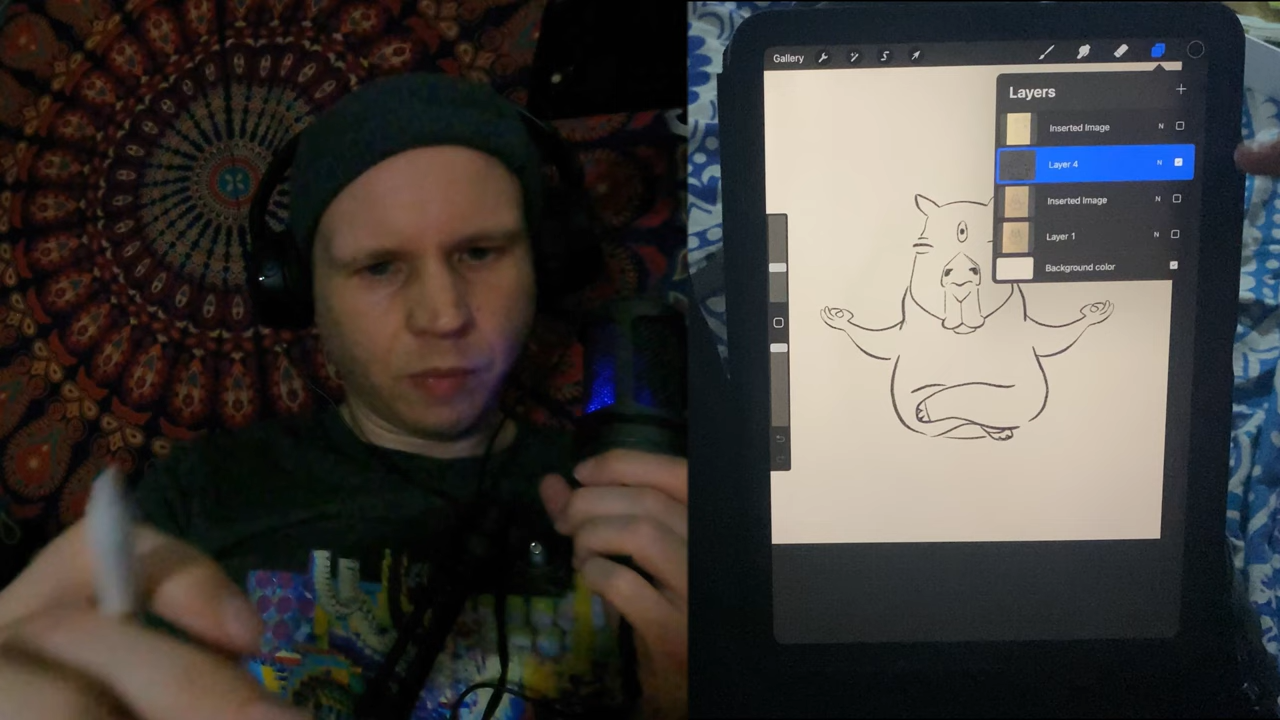 Gallery
Layers
Inserted Image N
Layer 4 N
Inserted Image N
Layer 1 N
Background color